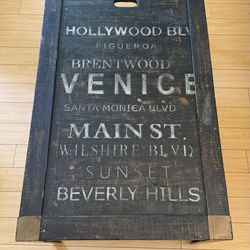 HOLLYWOOD BLV
FIGUEROA
BRENTWOOD
VENICE
SANTA MONICA BLVD
MAIN ST.
WILSHIRE BLVD
SUNSET
BEVERLY HILLS